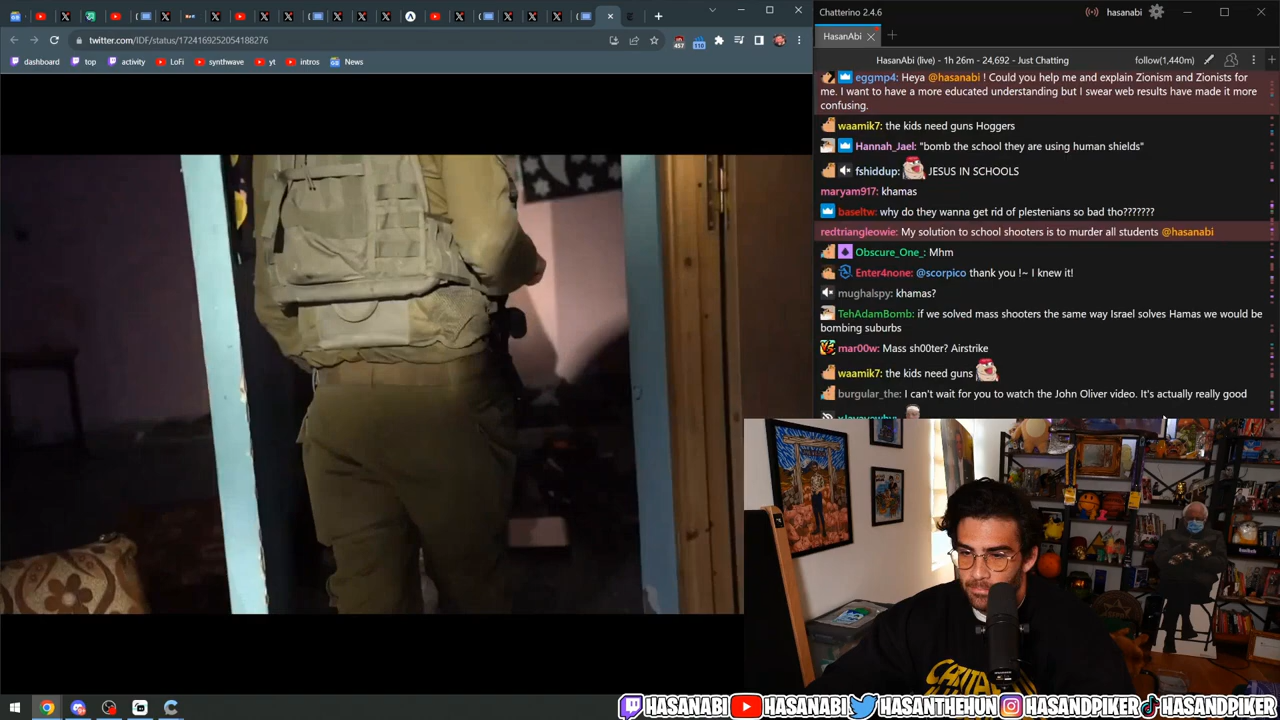 twitter.com/IDF/status/1724169252054188276
457
110
dashboard
top
activity
LoFi
synthwave
yt
intros
News
Chatterino 2.4.6
hasanabi
HasanAbi
HasanAbi (live) - 1h 26m - 24,692 - Just Chatting
follow(1,440m)
eggmp4: Heya @hasanabi ! Could you help me and explain Zionism and Zionists for
me. I want to have a more educated understanding but I swear web results have made it more
confusing.
waamik7: the kids need guns Hoggers
Hannah_Jael: "bomb the school they are using human shields"
fshiddup: JESUS IN SCHOOLS
maryam917: khamas
baseltw: why do they wanna get rid of plestenians so bad tho???????
redtriangleowie: My solution to school shooters is to murder all students @hasanabi
Obscure_One_: Mhm
Enter4none: @scorpico thank you !~ I knew it!
mughalspy: khamas?
TehAdamBomb: if we solved mass shooters the same way Israel solves Hamas we would be
bombing suburbs
mar00w: Mass sh00ter? Airstrike
waamik7: the kids need guns
burgular_the: I can't wait for you to watch the John Oliver video. It's actually really good
HASANABI
HASANABI
HASANTHEHUN
HASANDPIKER
HASANDPIKER